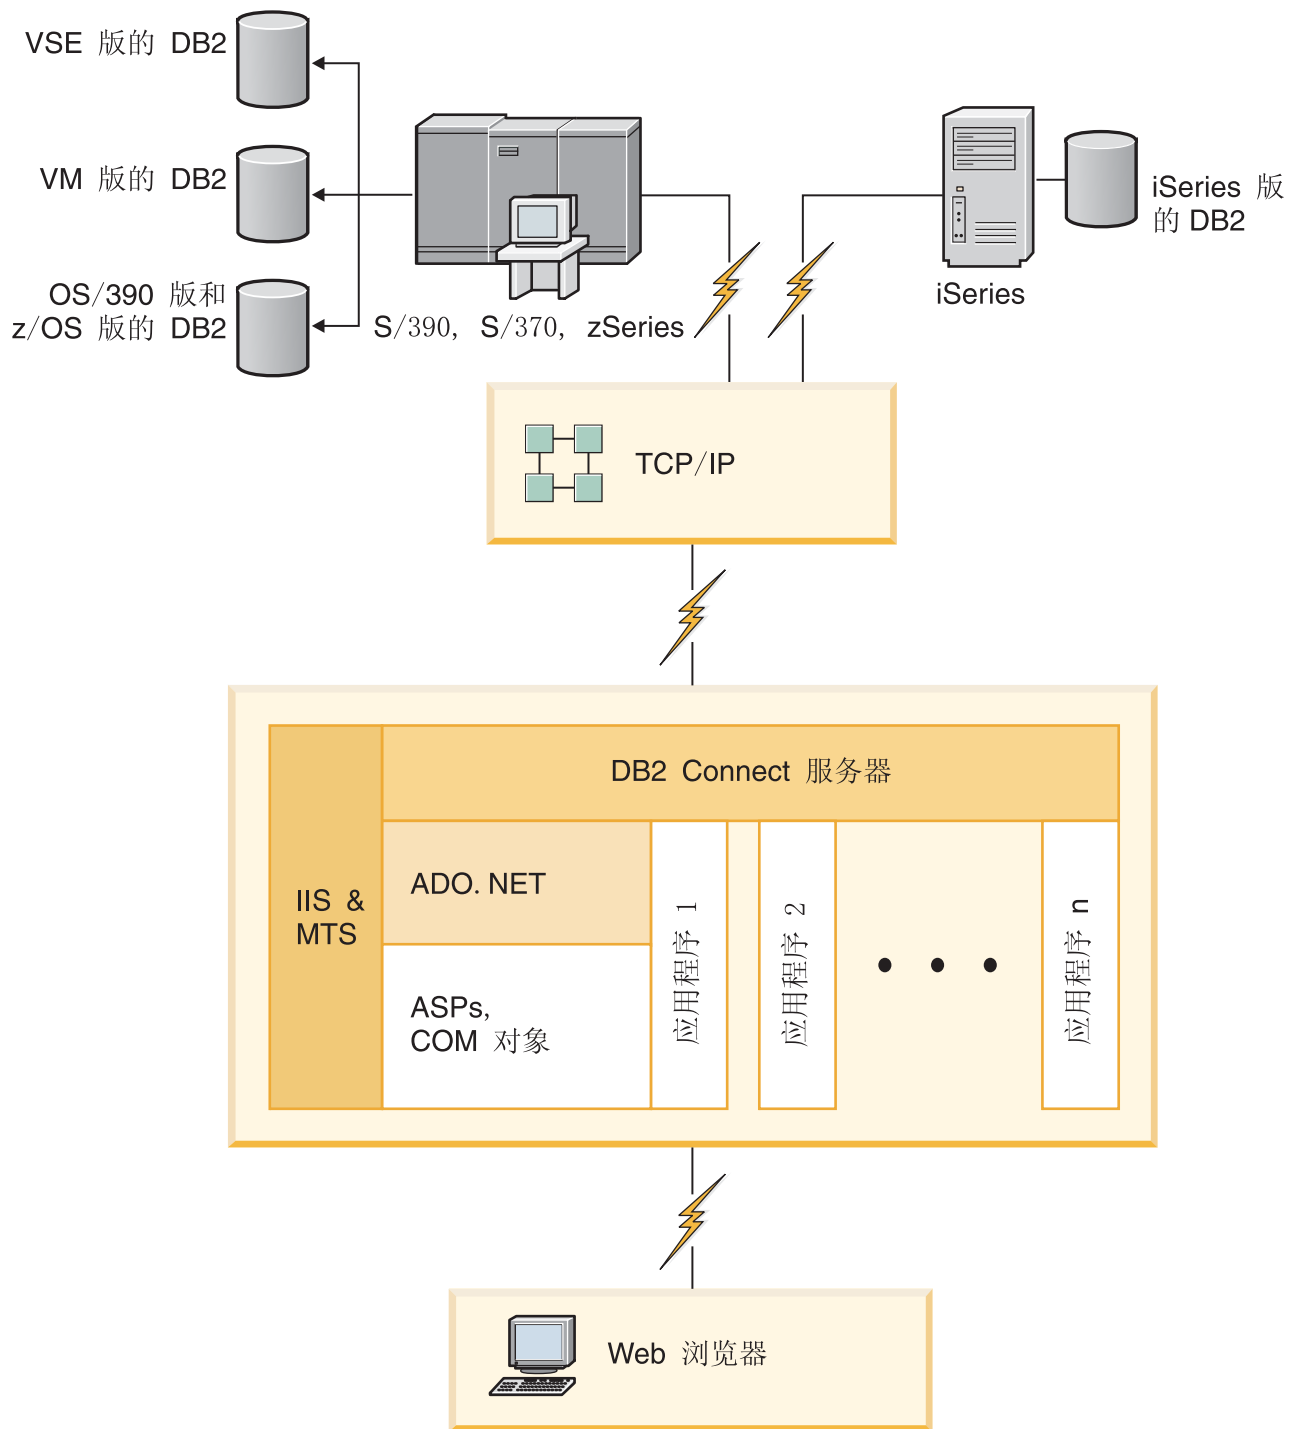 VSE 版的 DB2
VM 版的 DB2
OS/390 版和
z/OS 版的 DB2
S/390, S/370, zSeries
iSeries
iSeries 版
的 DB2
TCP/IP
DB2 Connect 服务器
IIS &
MTS
ADO. NET
ASPs,
COM 对象
应用程序 1
应用程序 2
应用程序 n
Web 浏览器